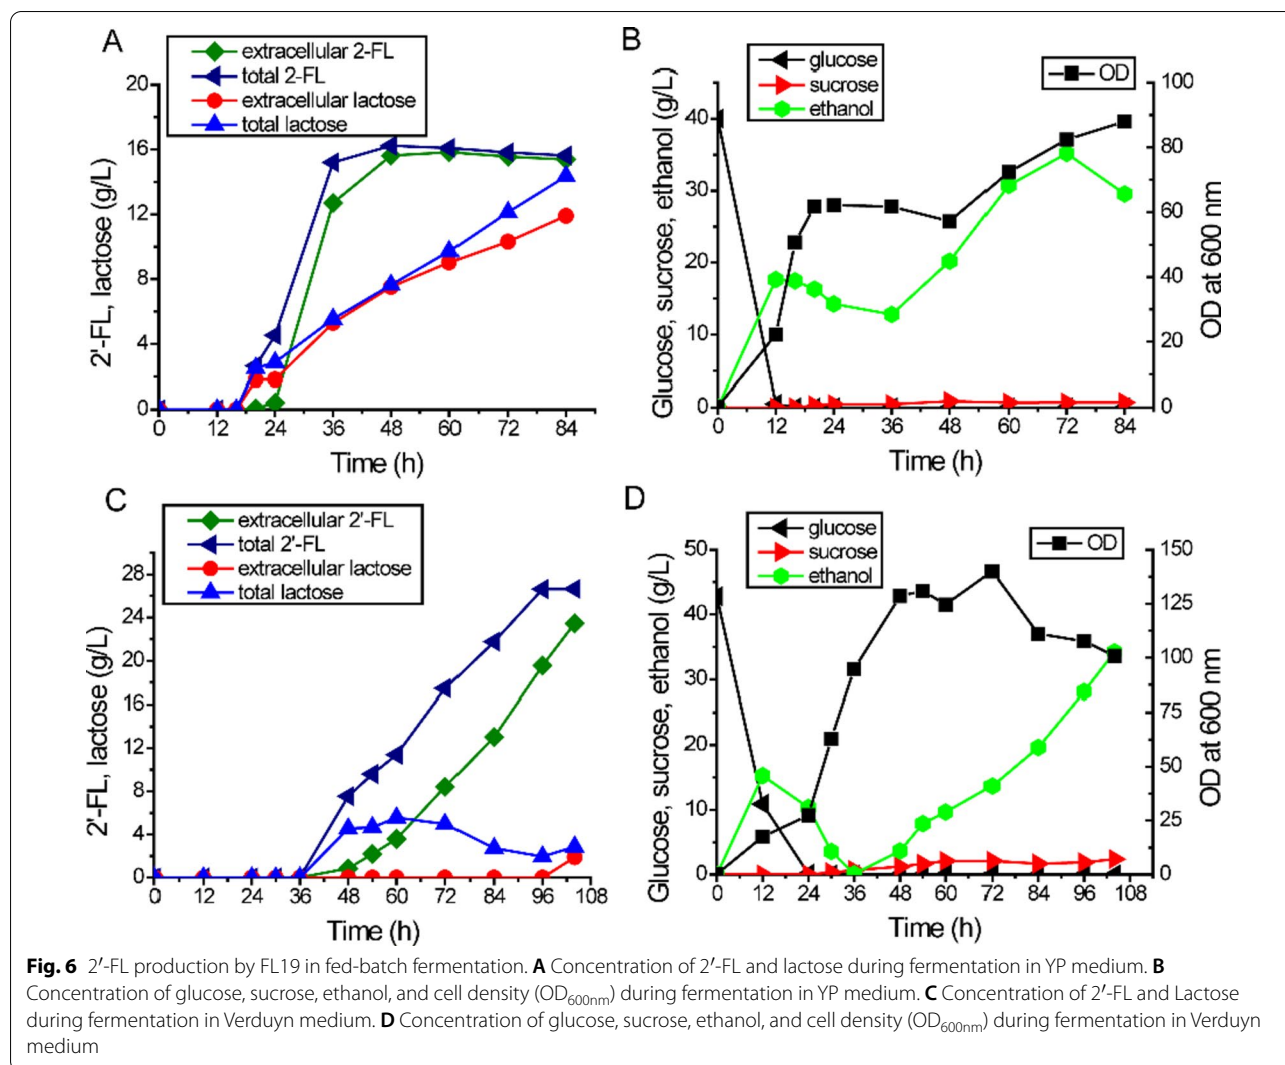 A
extracellular 2-FL
total 2-FL
extracellular lactose
total lactose
20
16
12
8
4
0
2'-FL, lactose (g/L)
0 12 24 36 48 60 72 84
Time (h)
B
glucose
sucrose
ethanol
OD
40
30
20
10
0
Glucose, sucrose, ethanol (g/L)
100
80
60
40
20
0
OD at 600 nm
0 12 24 36 48 60 72 84
Time (h)
C
extracellular 2'-FL
total 2'-FL
extracellular lactose
total lactose
28
24
20
16
12
8
4
0
2'-FL, lactose (g/L)
0 12 24 36 48 60 72 84 96 108
Time (h)
D
glucose
sucrose
ethanol
OD
50
40
30
20
10
0
Glucose, sucrose, ethanol (g/L)
150
125
100
75
50
25
0
OD at 600 nm
0 12 24 36 48 60 72 84 96 108
Time (h)
Fig. 6 2′-FL production by FL19 in fed-batch fermentation. A Concentration of 2′-FL and lactose during fermentation in YP medium. B
Concentration of glucose, sucrose, ethanol, and cell density (OD600nm) during fermentation in YP medium. C Concentration of 2′-FL and Lactose
during fermentation in Verduyn medium. D Concentration of glucose, sucrose, ethanol, and cell density (OD600nm) during fermentation in Verduyn
medium